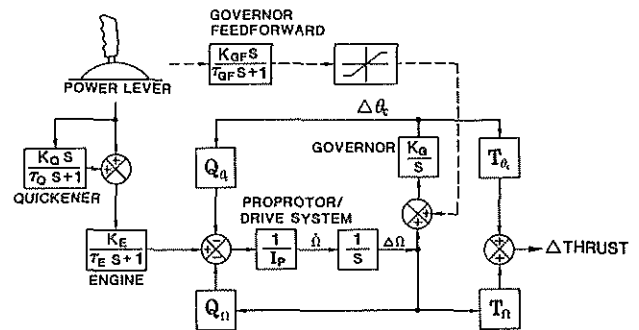 GOVERNOR
FEEDFORWARD
K_GF S
τ_GF S+1
POWER LEVER
Δθ_c
K_Q S
τ_Q S+1
QUICKENER
+
+
Q_θc
GOVERNOR
K_G
S
T_θc
PROPROTOR/
DRIVE SYSTEM
+
+
K_E
τ_E S+1
ENGINE
+
−
−
1
I_P
Ω̇
1
S
ΔΩ
+
+
Δ THRUST
Q_Ω
T_Ω